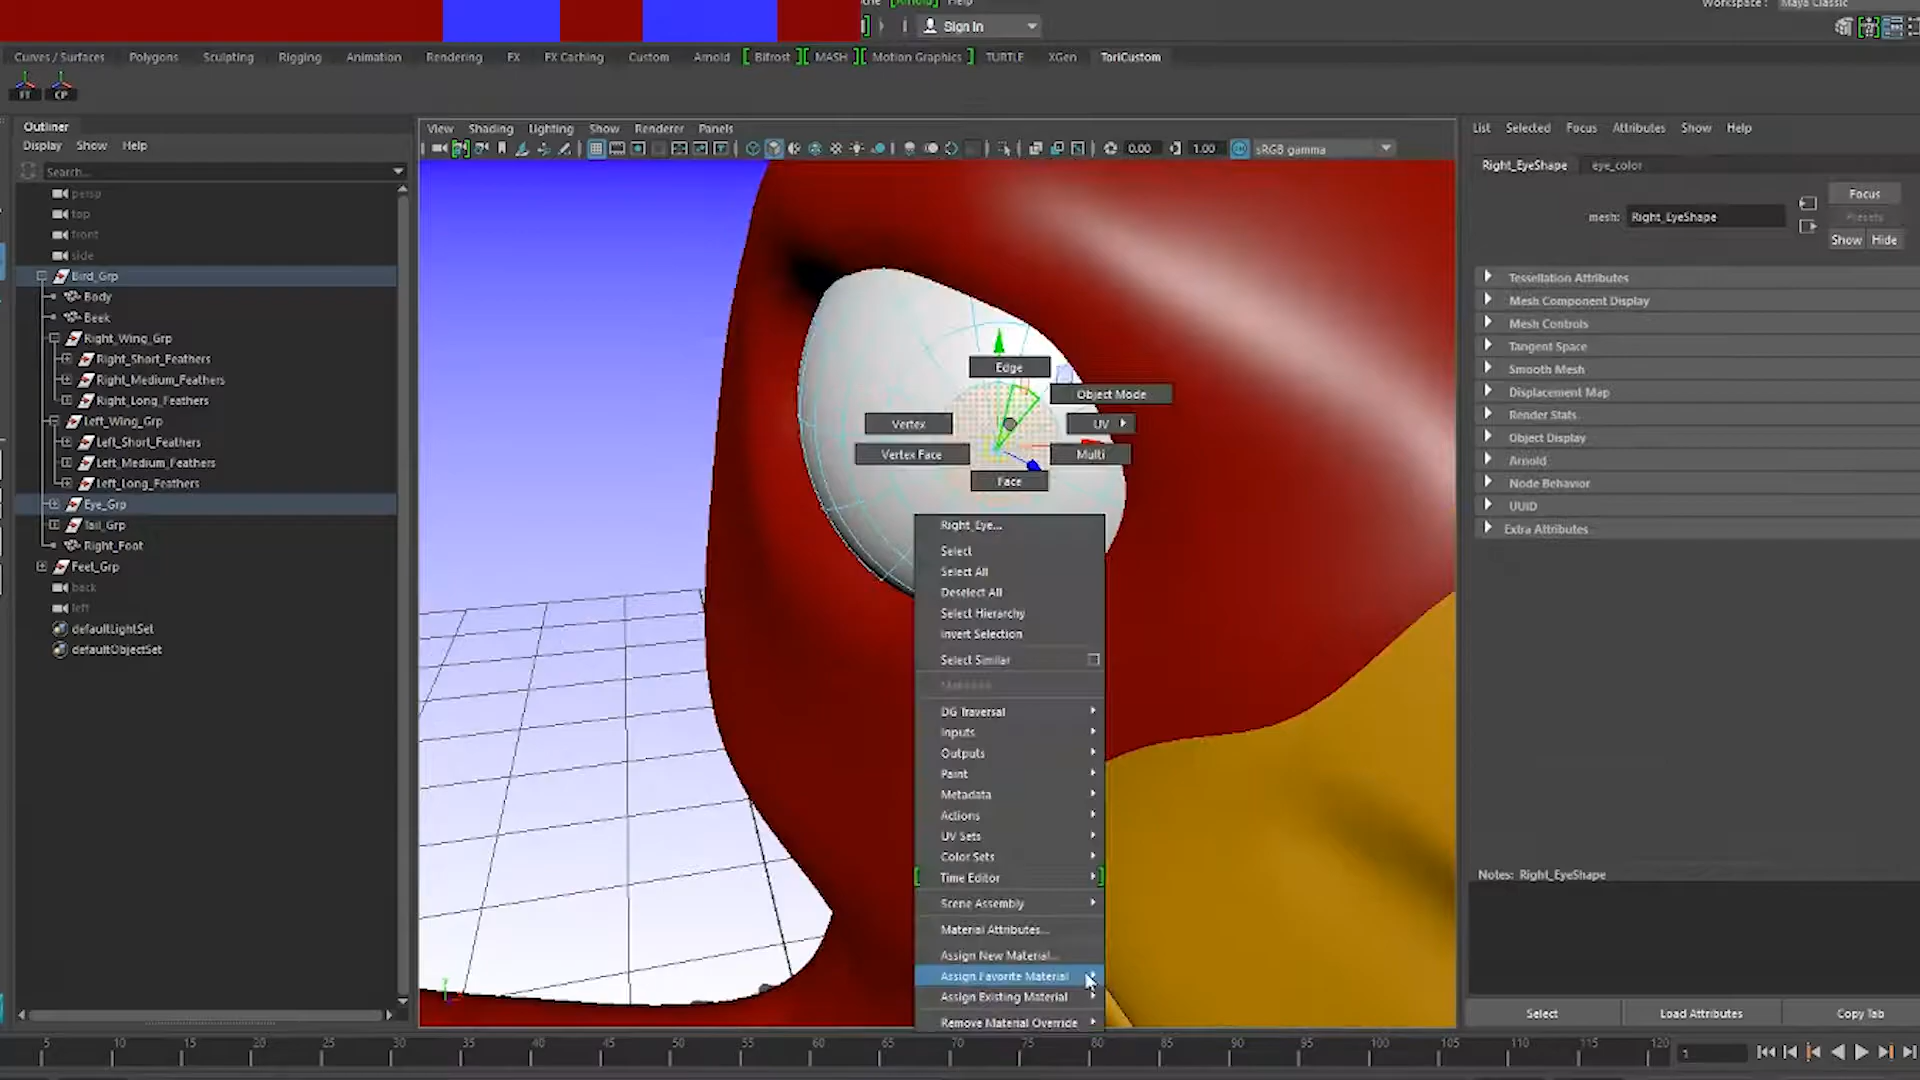 [Arnold] Help
Workspace : Maya Classic
Sign In
Curves / Surfaces Polygons Sculpting Rigging Animation Rendering FX FX Caching Custom Arnold Bifrost MASH Motion Graphics TURTLE XGen ToriCustom
FT CP
Outliner
Display Show Help
Search...
persp
top
front
side
Bird_Grp
Body
Beek
Right_Wing_Grp
Right_Short_Feathers
Right_Medium_Feathers
Right_Long_Feathers
Left_Wing_Grp
Left_Short_Feathers
Left_Medium_Feathers
Left_Long_Feathers
Eye_Grp
Tail_Grp
Right_Foot
Feet_Grp
back
left
defaultLightSet
defaultObjectSet
View Shading Lighting Show Renderer Panels
0.00 1.00 sRGB gamma
Edge
Object Mode
Vertex UV
Vertex Face Multi
Face
Right_Eye...
Select
Select All
Deselect All
Select Hierarchy
Invert Selection
Select Similar
DG Traversal
Inputs
Outputs
Paint
Metadata
Actions
UV Sets
Color Sets
Time Editor
Scene Assembly
Material Attributes...
Assign New Material...
Assign Favorite Material
Assign Existing Material
Remove Material Override
List Selected Focus Attributes Show Help
Right_EyeShape eye_color
mesh: Right_EyeShape
Focus
Presets
Show Hide
Tessellation Attributes
Mesh Component Display
Mesh Controls
Tangent Space
Smooth Mesh
Displacement Map
Render Stats
Object Display
Arnold
Node Behavior
UUID
Extra Attributes
Notes: Right_EyeShape
Select Load Attributes Copy Tab
5 10 15 20 25 30 35 40 45 50 55 60 65 70 75 80 85 90 95 100 105 110 115 120 1